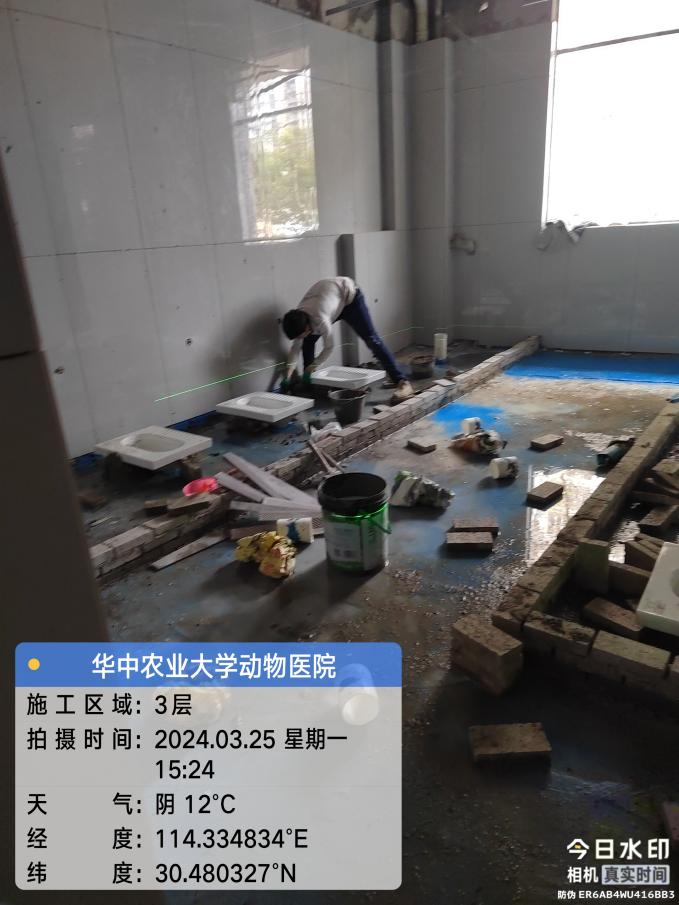 华中农业大学动物医院
施工区域：3层
拍摄时间：2024.03.25 星期一
15:24
天气：阴 12°C
经度：114.334834°E
纬度：30.480327°N
今日水印
相机 真实时间
防伪 ER6AB4WU416BB3